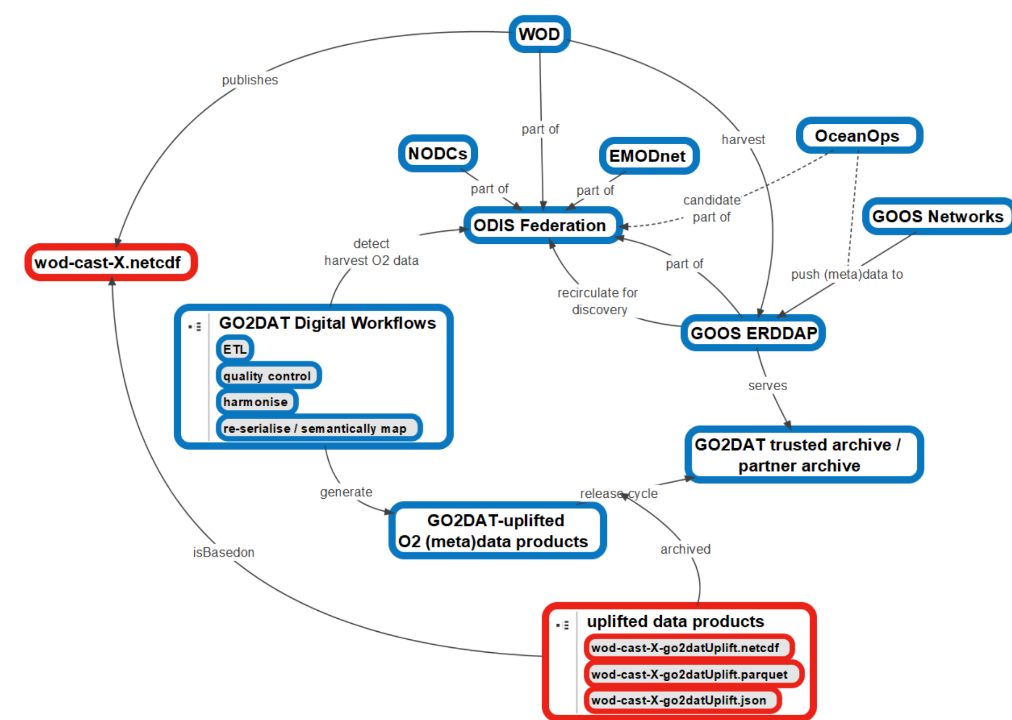 WOD
publishes
part of
harvest
OceanOps
NODCs
EMODnet
part of
part of
candidate
part of
GOOS Networks
ODIS Federation
detect
harvest O2 data
wod-cast-X.netcdf
part of
push (meta)data to
recirculate for
discovery
GO2DAT Digital Workflows
ETL
quality control
harmonise
re-serialise / semantically map
GOOS ERDDAP
serves
GO2DAT trusted archive /
partner archive
generate
release cycle
GO2DAT-uplifted
O2 (meta)data products
isBasedon
archived
uplifted data products
wod-cast-X-go2datUplift.netcdf
wod-cast-X-go2datUplift.parquet
wod-cast-X-go2datUplift.json